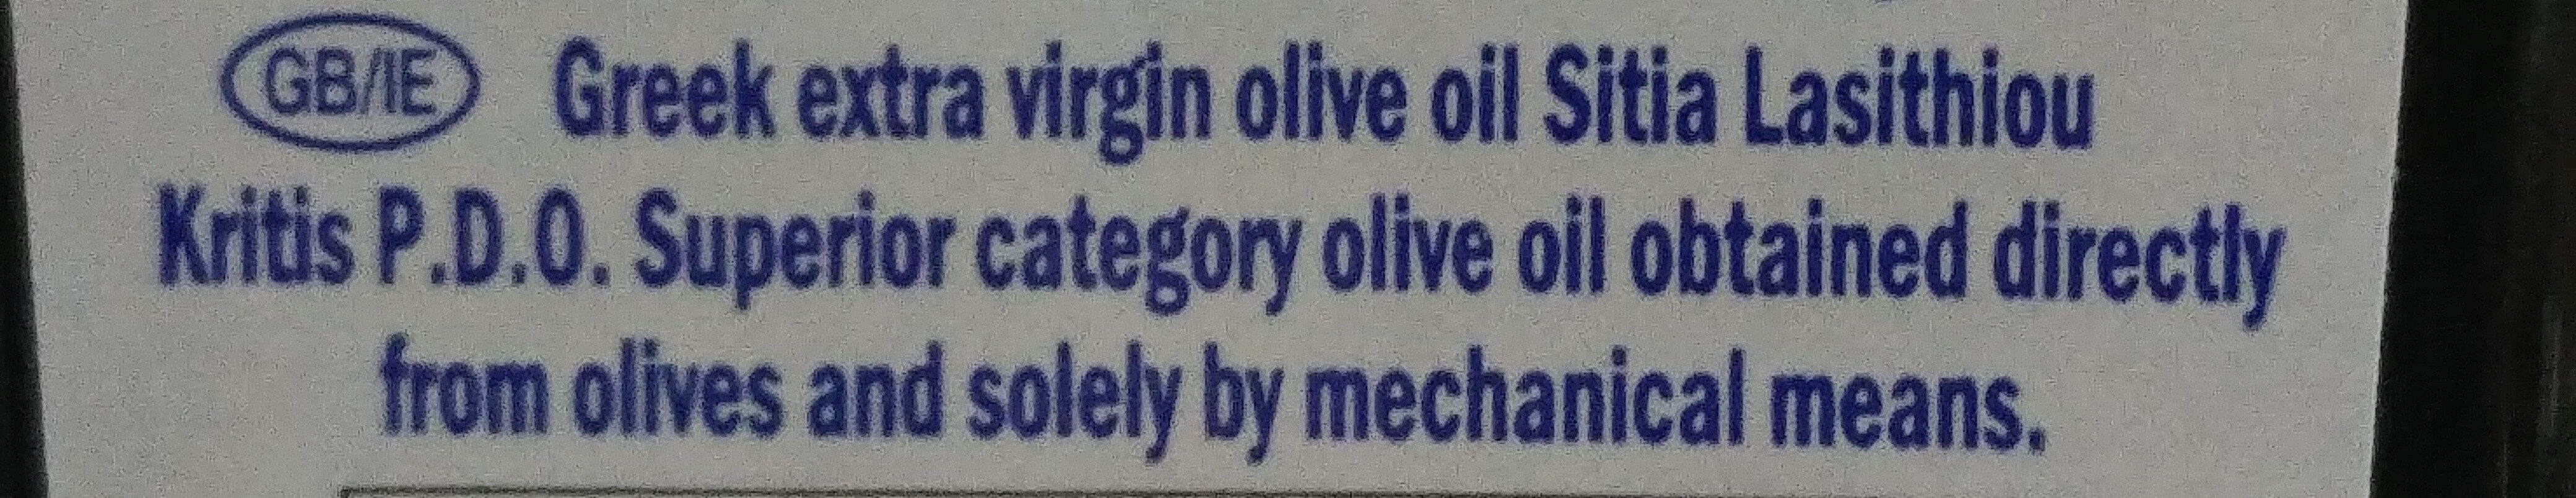 GB/IE Greek extra virgin olive oil Sitia Lasithiou
Kritis P.D.O. Superior category olive oil obtained directly
from olives and solely by mechanical means.